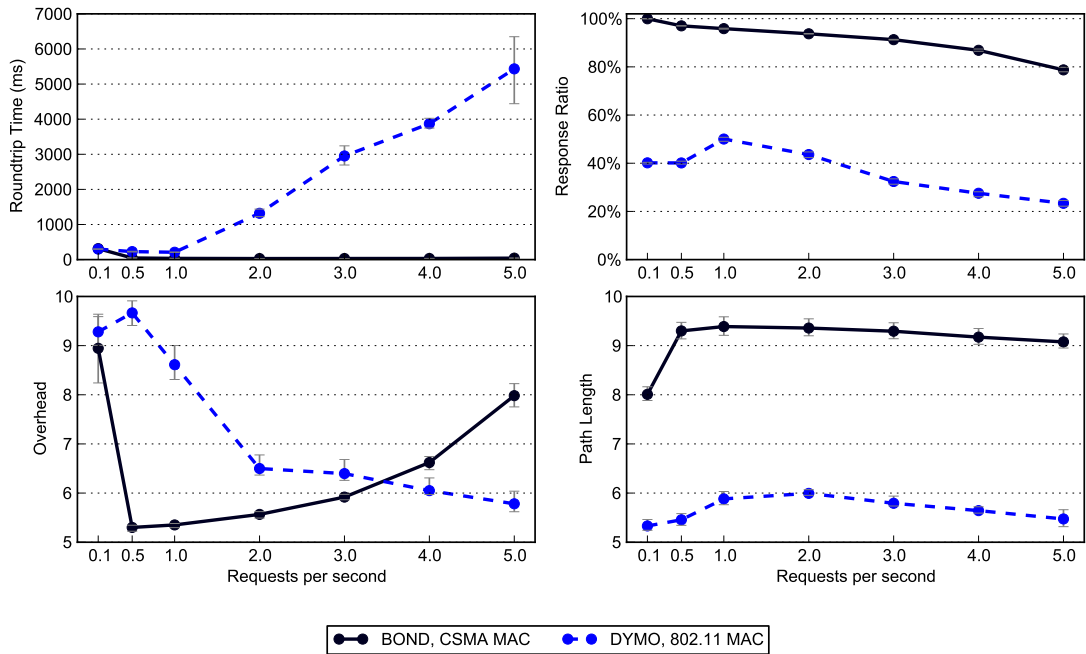 Roundtrip Time (ms)
7000
6000
5000
4000
3000
2000
1000
0
0.1 0.5 1.0 2.0 3.0 4.0 5.0
Response Ratio
100%
80%
60%
40%
20%
0%
0.1 0.5 1.0 2.0 3.0 4.0 5.0
Overhead
10
9
8
7
6
5
0.1 0.5 1.0 2.0 3.0 4.0 5.0
Requests per second
Path Length
10
9
8
7
6
5
0.1 0.5 1.0 2.0 3.0 4.0 5.0
Requests per second
BOND, CSMA MAC DYMO, 802.11 MAC